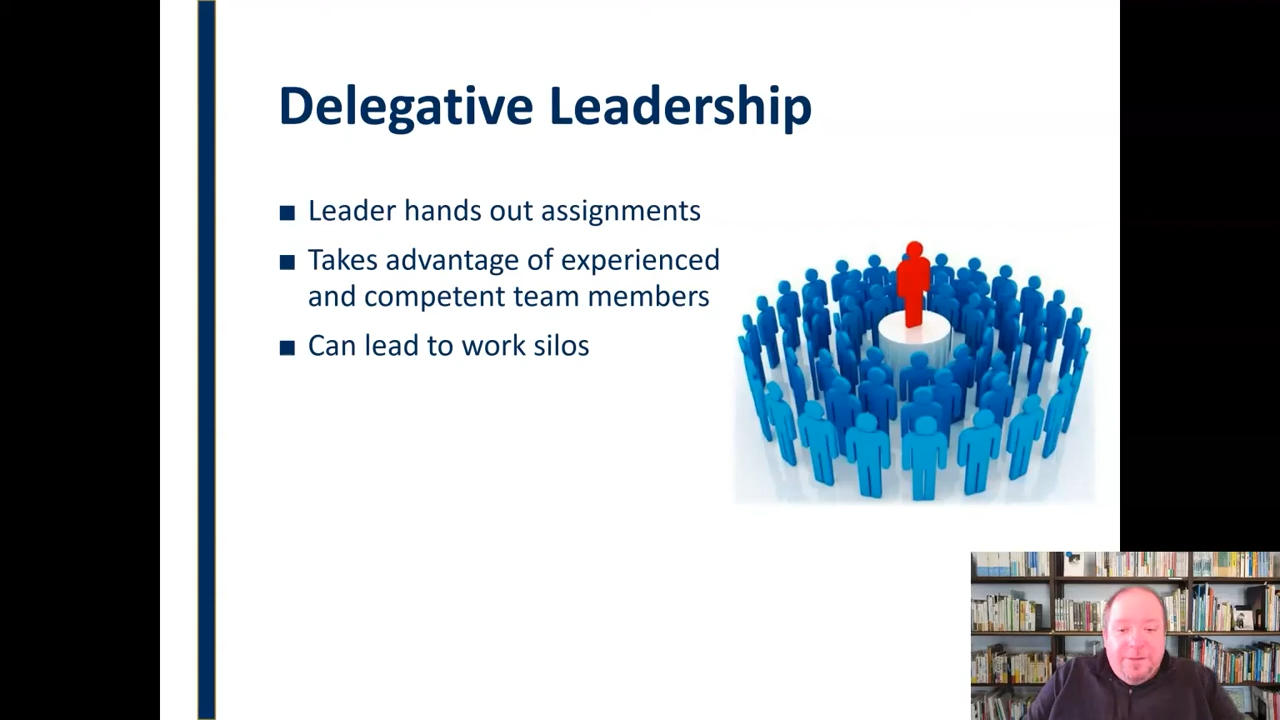 Delegative Leadership
■ Leader hands out assignments
■ Takes advantage of experienced
and competent team members
■ Can lead to work silos